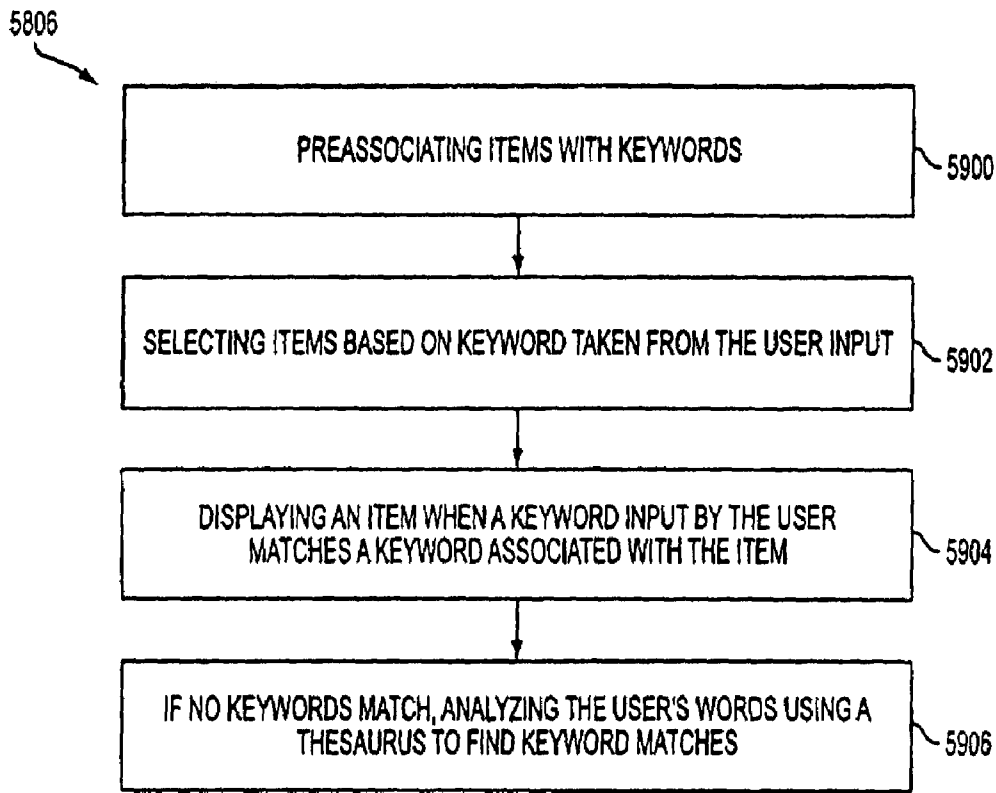 5806
PREASSOCIATING ITEMS WITH KEYWORDS
5900
SELECTING ITEMS BASED ON KEYWORD TAKEN FROM THE USER INPUT
5902
DISPLAYING AN ITEM WHEN A KEYWORD INPUT BY THE USER
MATCHES A KEYWORD ASSOCIATED WITH THE ITEM
5904
IF NO KEYWORDS MATCH, ANALYZING THE USER'S WORDS USING A
THESAURUS TO FIND KEYWORD MATCHES
5906